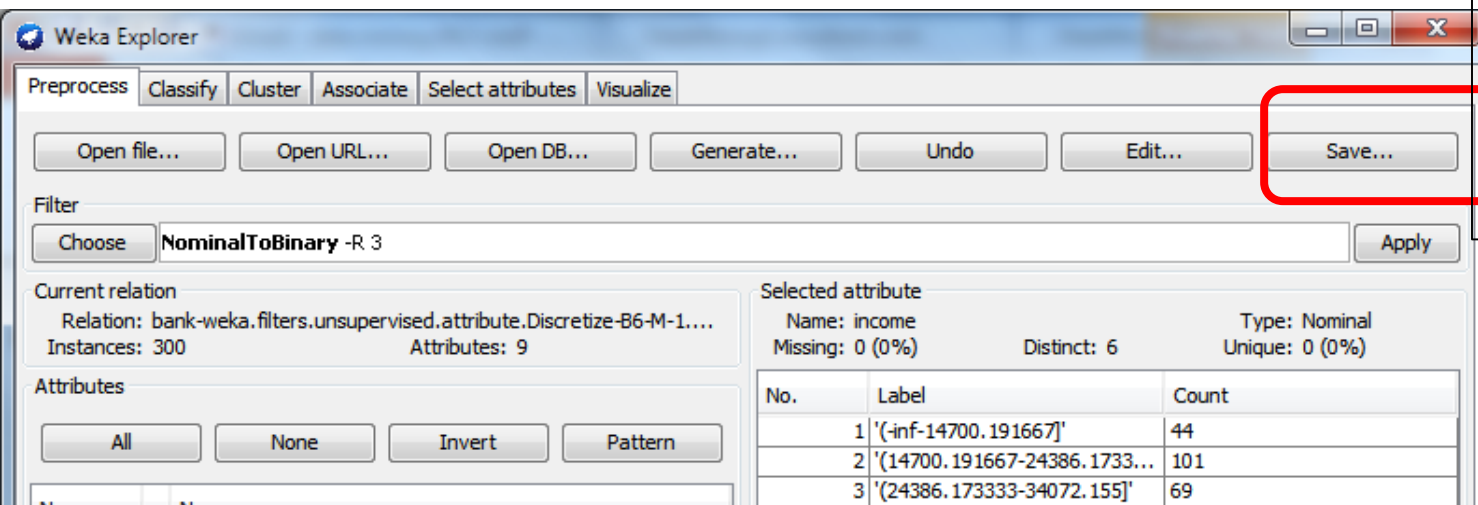 Weka Explorer
Preprocess Classify Cluster Associate Select attributes Visualize
Open file... Open URL... Open DB... Generate... Undo Edit... Save...
Filter
Choose NominalToBinary -R 3 Apply
Current relation
Relation: bank-weka.filters.unsupervised.attribute.Discretize-B6-M-1....
Instances: 300 Attributes: 9
Selected attribute
Name: income Type: Nominal
Missing: 0 (0%) Distinct: 6 Unique: 0 (0%)
Attributes
All None Invert Pattern
No. Label Count
1 '(-inf-14700.191667]' 44
2 '(14700.191667-24386.1733... 101
3 '(24386.173333-34072.155]' 69